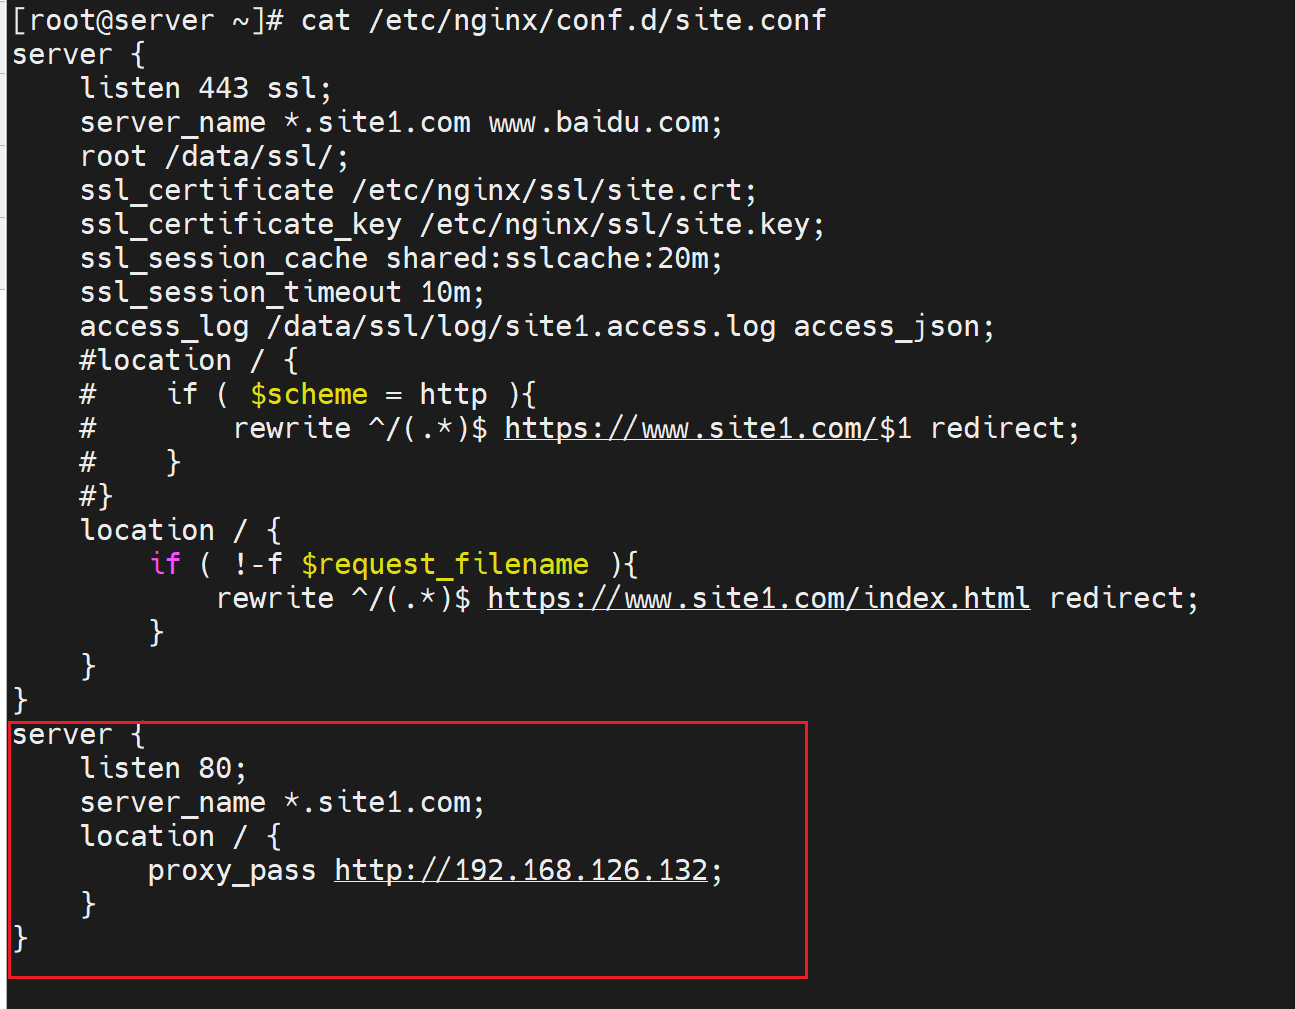 [root@server ~]# cat /etc/nginx/conf.d/site.conf
server {
    listen 443 ssl;
    server_name *.site1.com www.baidu.com;
    root /data/ssl/;
    ssl_certificate /etc/nginx/ssl/site.crt;
    ssl_certificate_key /etc/nginx/ssl/site.key;
    ssl_session_cache shared:sslcache:20m;
    ssl_session_timeout 10m;
    access_log /data/ssl/log/site1.access.log access_json;
    #location / {
    #    if ( $scheme = http ){
    #        rewrite ^/(.*)$ https://www.site1.com/$1 redirect;
    #    }
    #}
    location / {
        if ( !-f $request_filename ){
            rewrite ^/(.*)$ https://www.site1.com/index.html redirect;
        }
    }
}
server {
    listen 80;
    server_name *.site1.com;
    location / {
        proxy_pass http://192.168.126.132;
    }
}